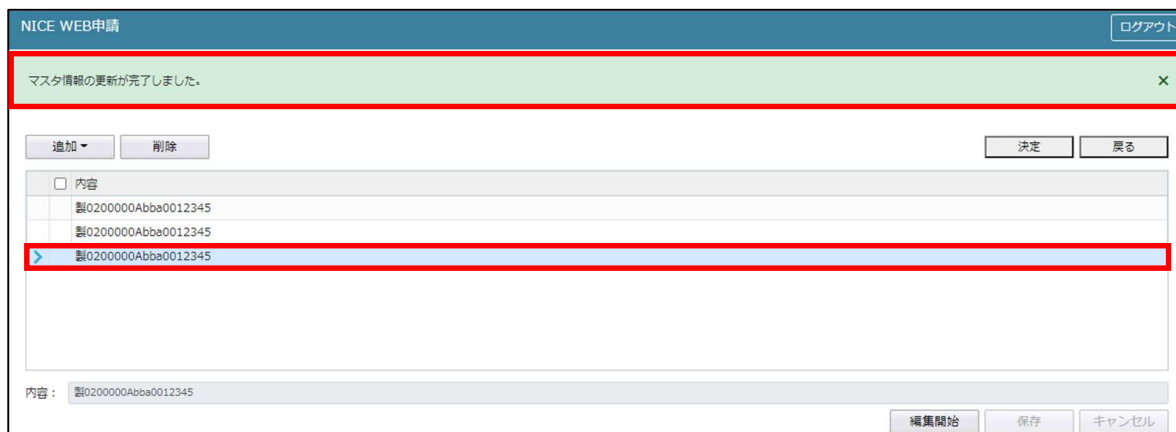 NICE WEB申請 ログアウト
マスタ情報の更新が完了しました。 ×
追加 削除 決定 戻る
内容
製0200000Abba0012345
製0200000Abba0012345
製0200000Abba0012345
内容： 製0200000Abba0012345
編集開始 保存 キャンセル